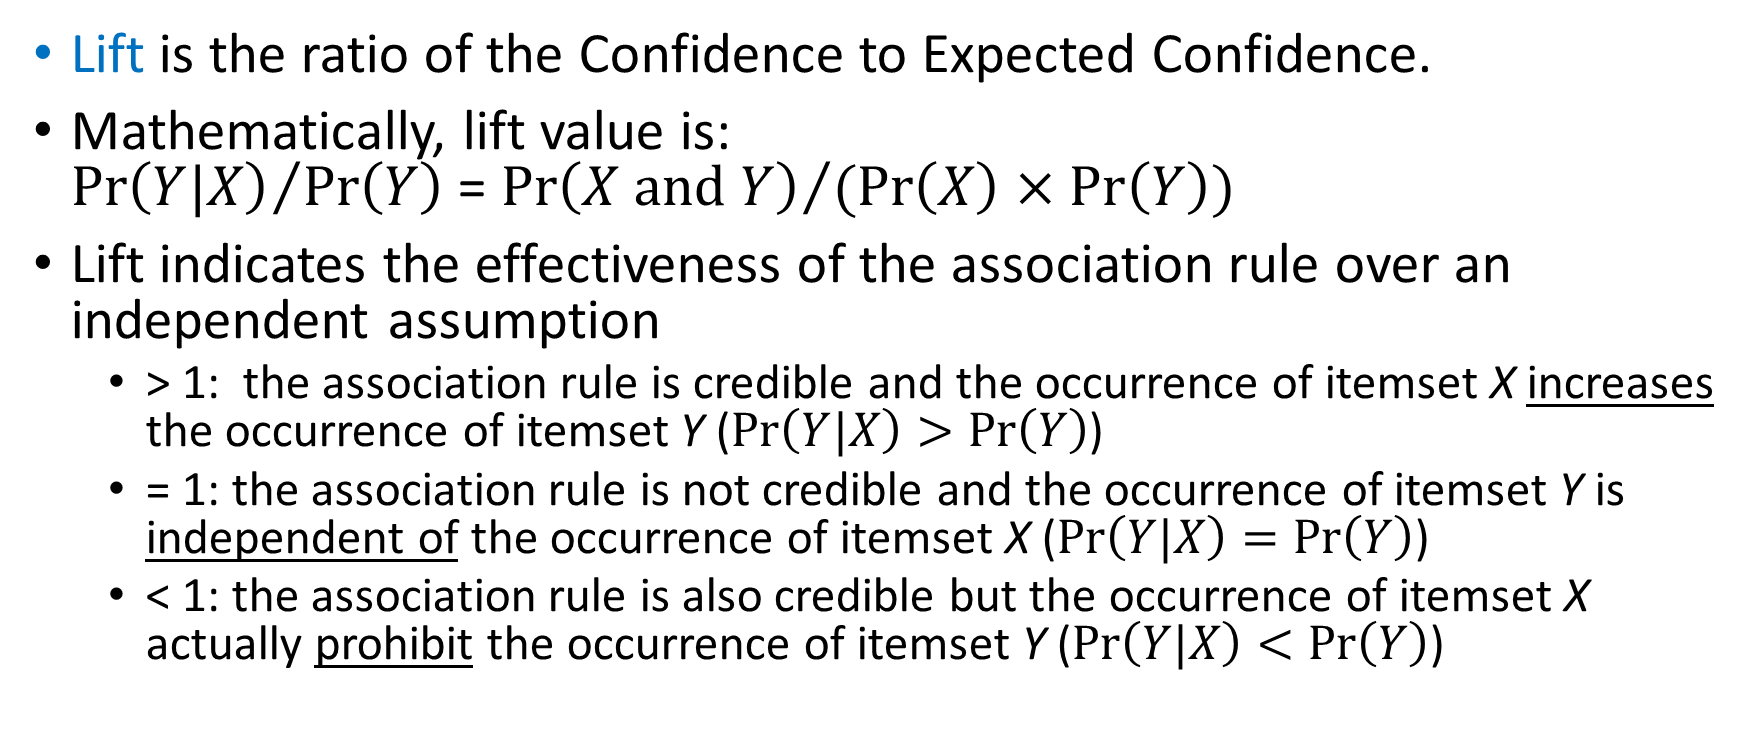 • Lift is the ratio of the Confidence to Expected Confidence.
• Mathematically, lift value is:
Pr(Y|X)/Pr(Y) = Pr(X and Y)/(Pr(X) × Pr(Y))
• Lift indicates the effectiveness of the association rule over an
independent assumption
• > 1:  the association rule is credible and the occurrence of itemset X increases
the occurrence of itemset Y (Pr(Y|X) > Pr(Y))
• = 1: the association rule is not credible and the occurrence of itemset Y is
independent of the occurrence of itemset X (Pr(Y|X) = Pr(Y))
• < 1: the association rule is also credible but the occurrence of itemset X
actually prohibit the occurrence of itemset Y (Pr(Y|X) < Pr(Y))